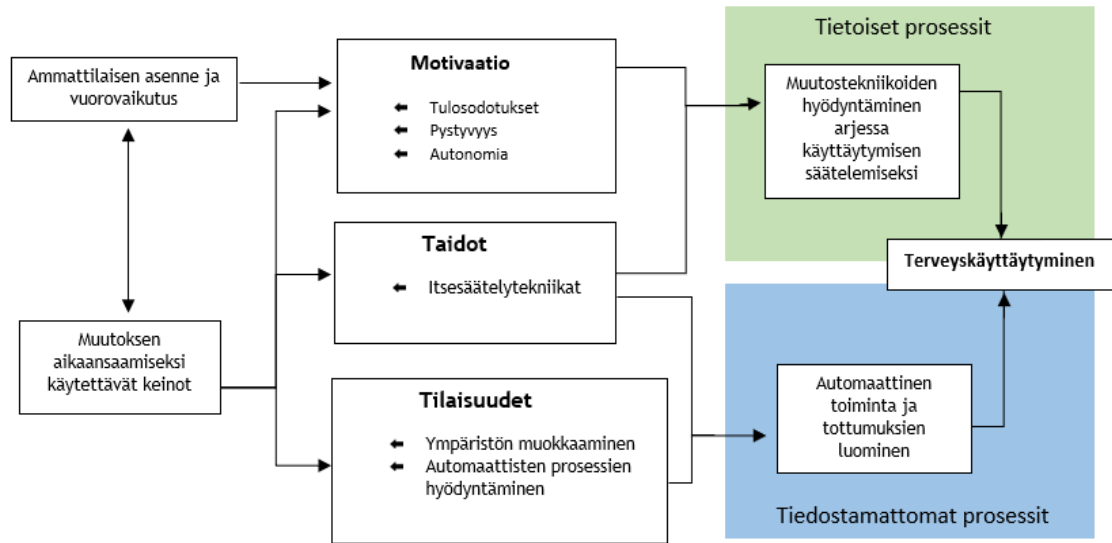 Ammattilaisen asenne ja
vuorovaikutus
Muutoksen
aikaansaamiseksi
käytettävät keinot
Motivaatio
Tulosodotukset
Pystyvyys
Autonomia
Taidot
Itsesäätelytekniikat
Tilaisuudet
Ympäristön muokkaaminen
Automaattisten prosessien
hyödyntäminen
Tietoiset prosessit
Muutostekniikoiden
hyödyntäminen
arjessa
käyttäytymisen
säätelemiseksi
Terveyskäyttäytyminen
Automaattinen
toiminta ja
tottumuksien
luominen
Tiedostamattomat prosessit